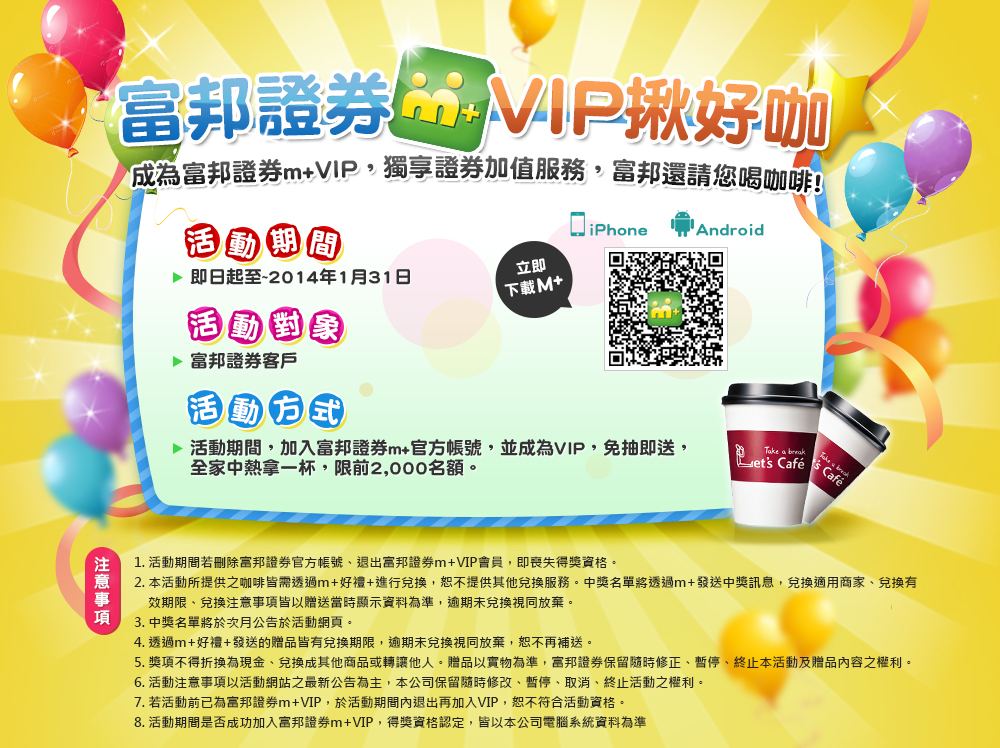 富邦證券 m+ VIP揪好咖
成為富邦證券m+VIP，獨享證券加值服務，富邦還請您喝咖啡!
活動期間
即日起至~2014年1月31日
iPhone
Android
立即
下載M+
m+
活動對象
富邦證券客戶
活動方式
活動期間，加入富邦證券m+官方帳號，並成為VIP，免抽即送，
全家中熱拿一杯，限前2,000名額。
Take a break
Let's Café
Take a break
's Café
注意事項
1. 活動期間若刪除富邦證券官方帳號、退出富邦證券m+VIP會員，即喪失得獎資格。
2. 本活動所提供之咖啡皆需透過m+好禮+進行兌換，恕不提供其他兌換服務。中獎名單將透過m+發送中獎訊息，兌換適用商家、兌換有
效期限、兌換注意事項皆以贈送當時顯示資料為準，逾期未兌換視同放棄。
3. 中獎名單將於次月公告於活動網頁。
4. 透過m+好禮+發送的贈品皆有兌換期限，逾期未兌換視同放棄，恕不再補送。
5. 獎項不得折換為現金、兌換成其他商品或轉讓他人。贈品以實物為準，富邦證券保留隨時修正、暫停、終止本活動及贈品內容之權利。
6. 活動注意事項以活動網站之最新公告為主，本公司保留隨時修改、暫停、取消、終止活動之權利。
7. 若活動前已為富邦證券m+VIP，於活動期間內退出再加入VIP，恕不符合活動資格。
8. 活動期間是否成功加入富邦證券m+VIP，得獎資格認定，皆以本公司電腦系統資料為準